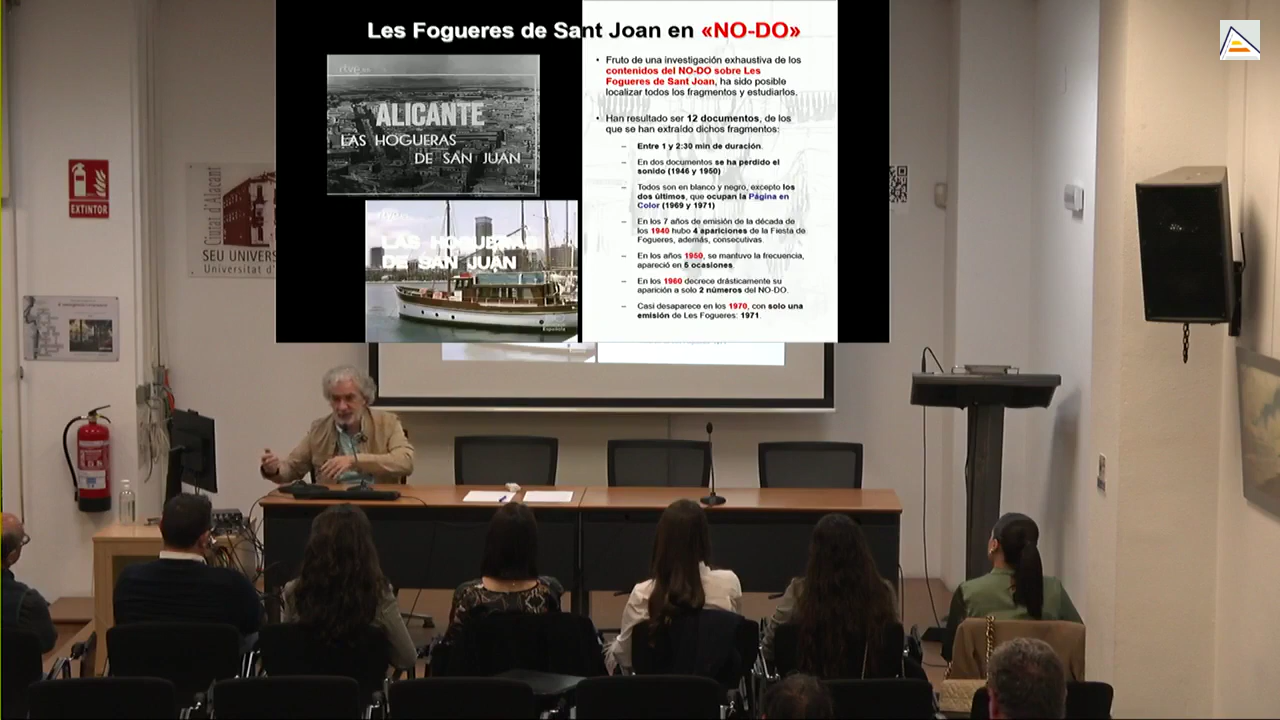 Les Fogueres de Sant Joan en «NO-DO»
ALICANTE
LAS HOGUERAS
DE SAN JUAN
LAS HOGUERAS
DE SAN JUAN
Española
• Fruto de una investigación exhaustiva de los
contenidos del NO-DO sobre Les
Fogueres de Sant Joan, ha sido posible
localizar todos los fragmentos y estudiarlos.
• Han resultado ser 12 documentos, de los
que se han extraído dichos fragmentos:
– Entre 1 y 2:30 min de duración.
– En dos documentos se ha perdido el
sonido (1946 y 1950)
– Todos son en blanco y negro, excepto los
dos últimos, que ocupan la Página en
Color (1969 y 1971)
– En los 7 años de emisión de la década de
los 1940 hubo 4 apariciones de la Fiesta de
Fogueres, además, consecutivas.
– En los años 1950, se mantuvo la frecuencia,
apareció en 5 ocasiones.
– En los 1960 decrece drásticamente su
aparición a solo 2 números del NO-DO.
– Casi desaparece en los 1970, con solo una
emisión de Les Fogueres: 1971.
EXTINTOR
Ciutat d'Alacant
SEU UNIVERS
Universitat d'